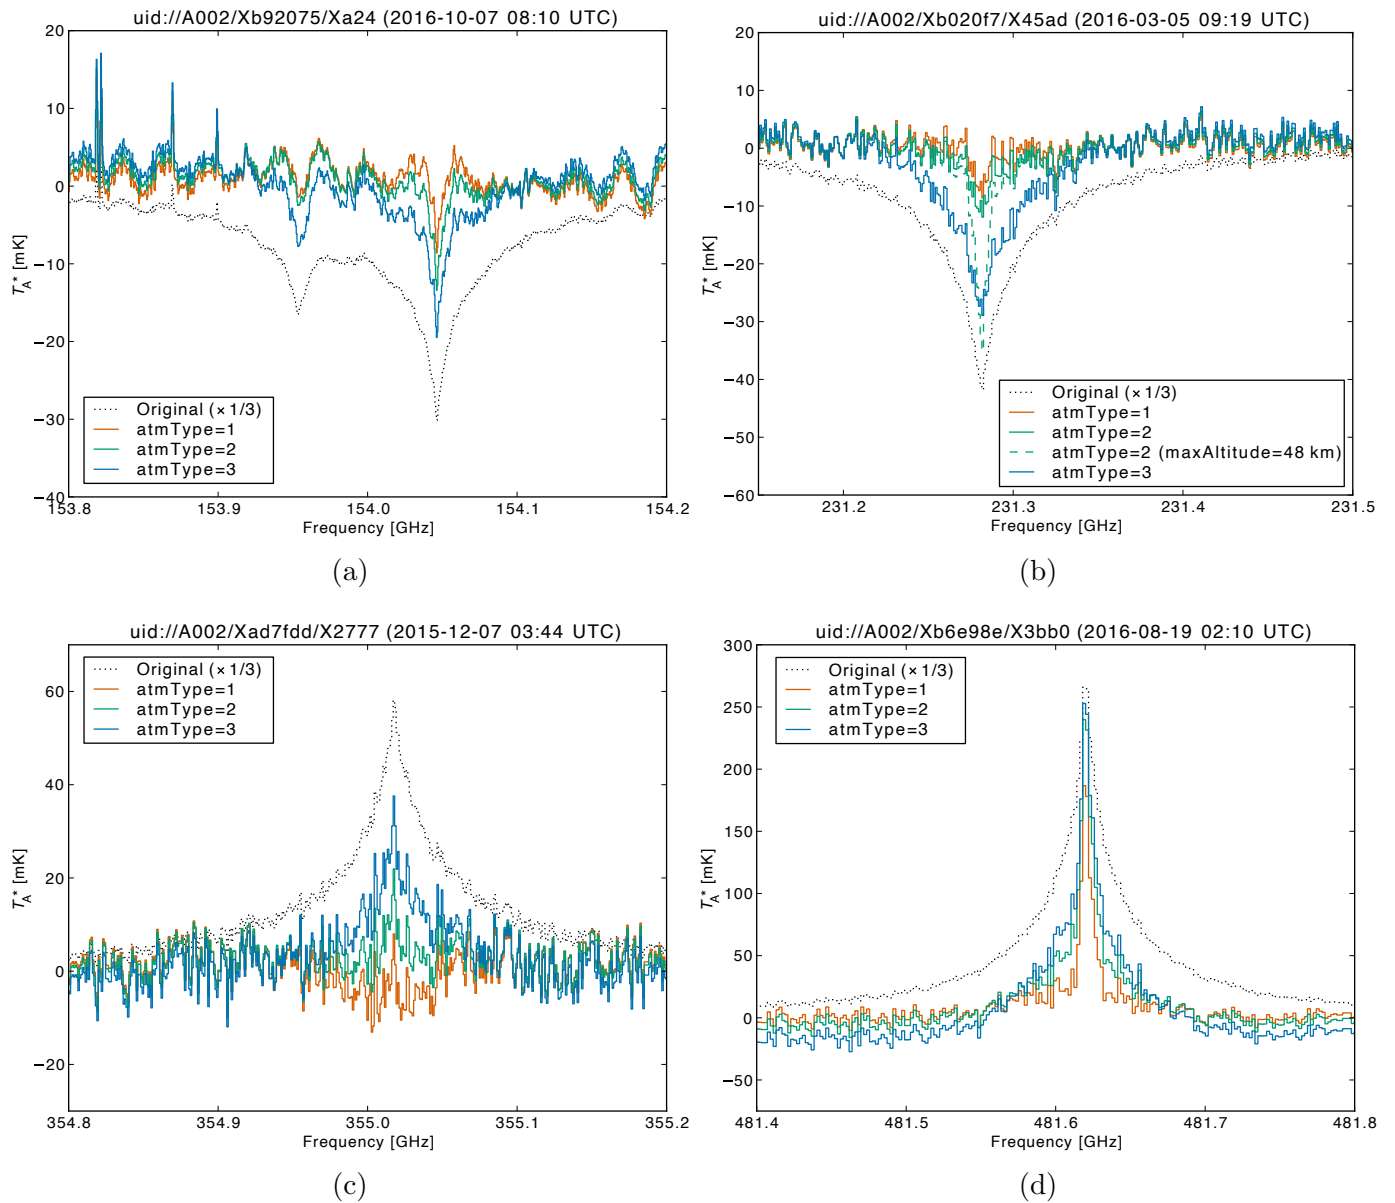 uid://A002/Xb92075/Xa24 (2016-10-07 08:10 UTC)
20
10
0
−10
−20
−30
−40
T*A [mK]
Original (×1/3)
atmType=1
atmType=2
atmType=3
153.8 153.9 154.0 154.1 154.2
Frequency [GHz]
(a)
uid://A002/Xb020f7/X45ad (2016-03-05 09:19 UTC)
20
10
0
−10
−20
−30
−40
−50
−60
T*A [mK]
Original (×1/3)
atmType=1
atmType=2
atmType=2 (maxAltitude=48 km)
atmType=3
231.2 231.3 231.4 231.5
Frequency [GHz]
(b)
uid://A002/Xad7fdd/X2777 (2015-12-07 03:44 UTC)
60
40
20
0
−20
T*A [mK]
Original (×1/3)
atmType=1
atmType=2
atmType=3
354.8 354.9 355.0 355.1 355.2
Frequency [GHz]
(c)
uid://A002/Xb6e98e/X3bb0 (2016-08-19 02:10 UTC)
300
250
200
150
100
50
0
−50
T*A [mK]
Original (×1/3)
atmType=1
atmType=2
atmType=3
481.4 481.5 481.6 481.7 481.8
Frequency [GHz]
(d)